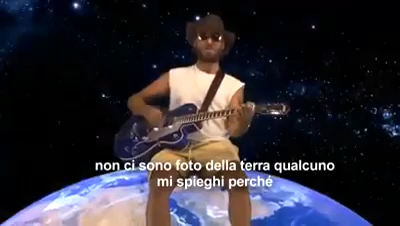 non ci sono foto della terra qualcuno
mi spieghi perché